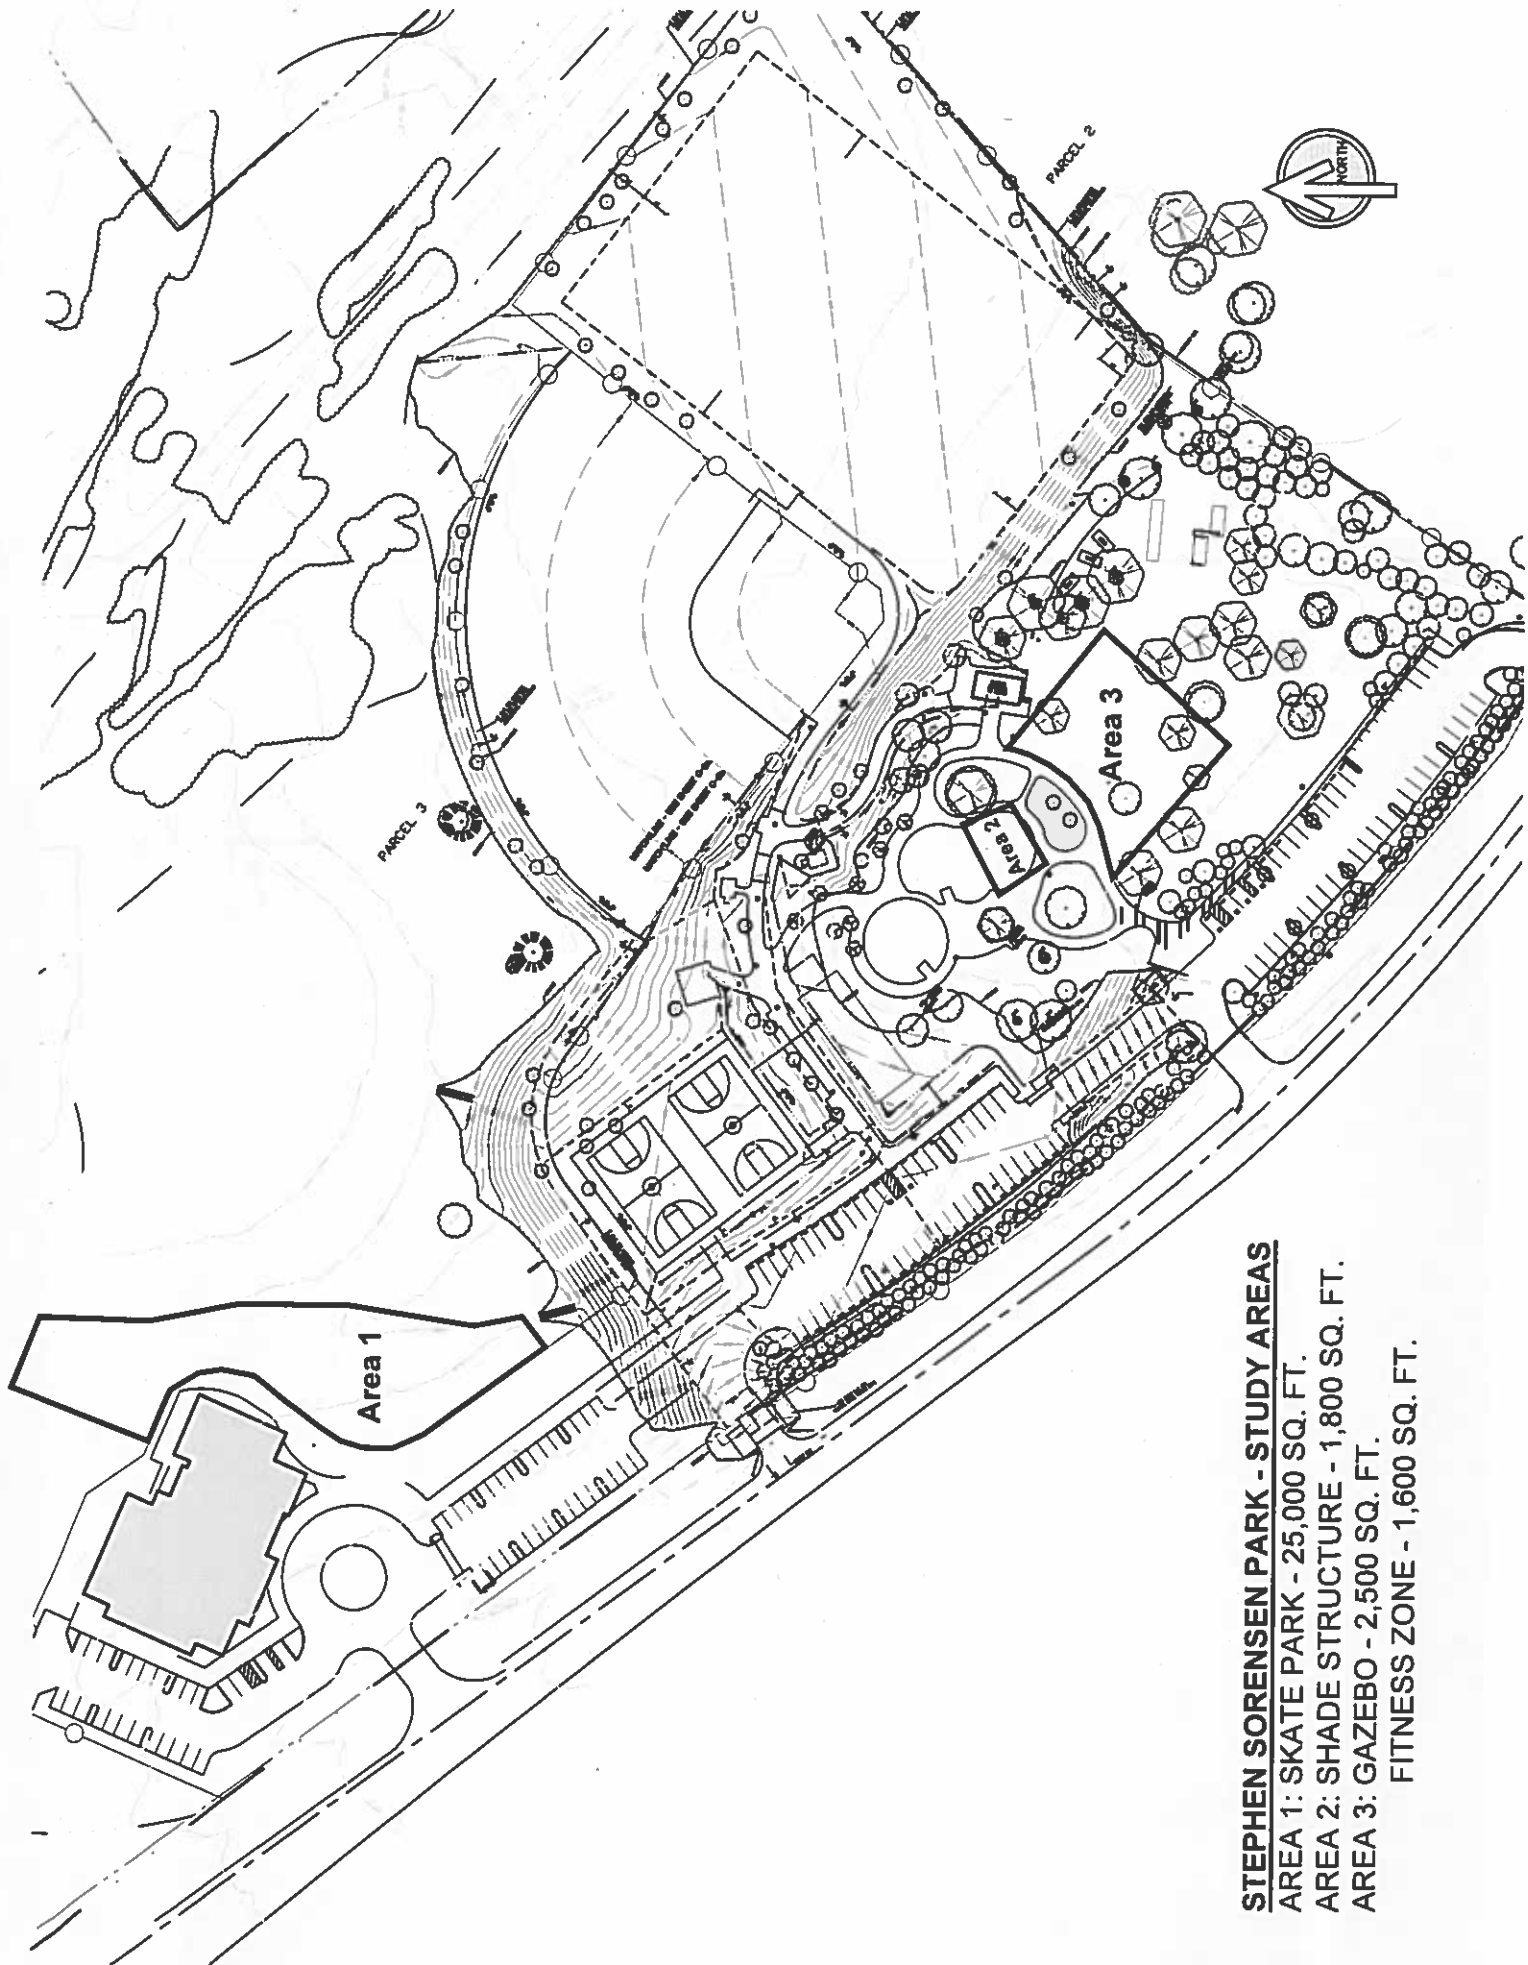 STEPHEN SORENSEN PARK - STUDY AREAS
AREA 1: SKATE PARK - 25,000 SQ. FT.
AREA 2: SHADE STRUCTURE - 1,800 SQ. FT.
AREA 3: GAZEBO - 2,500 SQ. FT.
FITNESS ZONE - 1,600 SQ. FT.
Area 1
Area 2
Area 3
PARCEL 3
PARCEL 2
NORTH